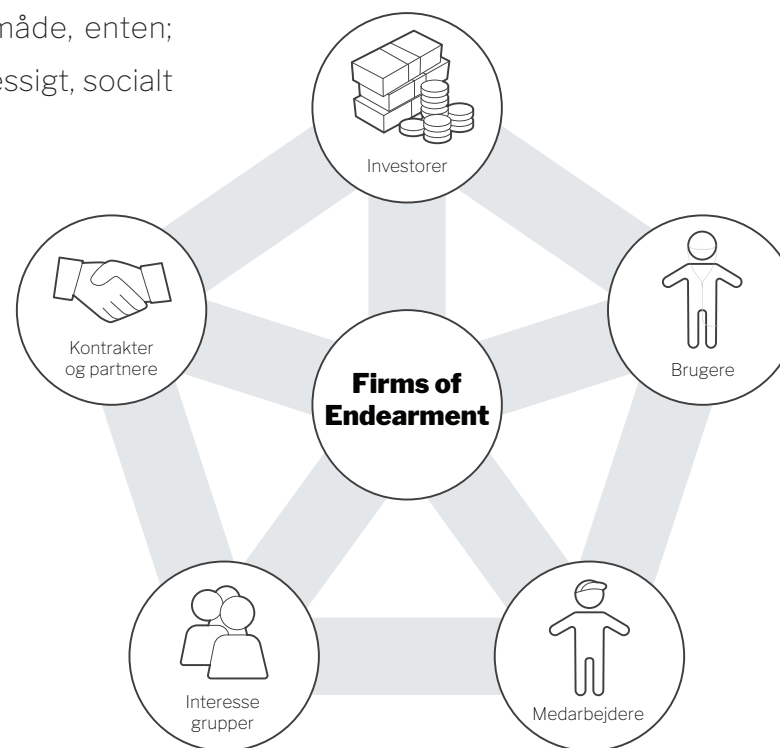 måde, enten;
essigt, socialt
Investorer
Kontrakter
og partnere
Brugere
Firms of
Endearment
Interesse
grupper
Medarbejdere